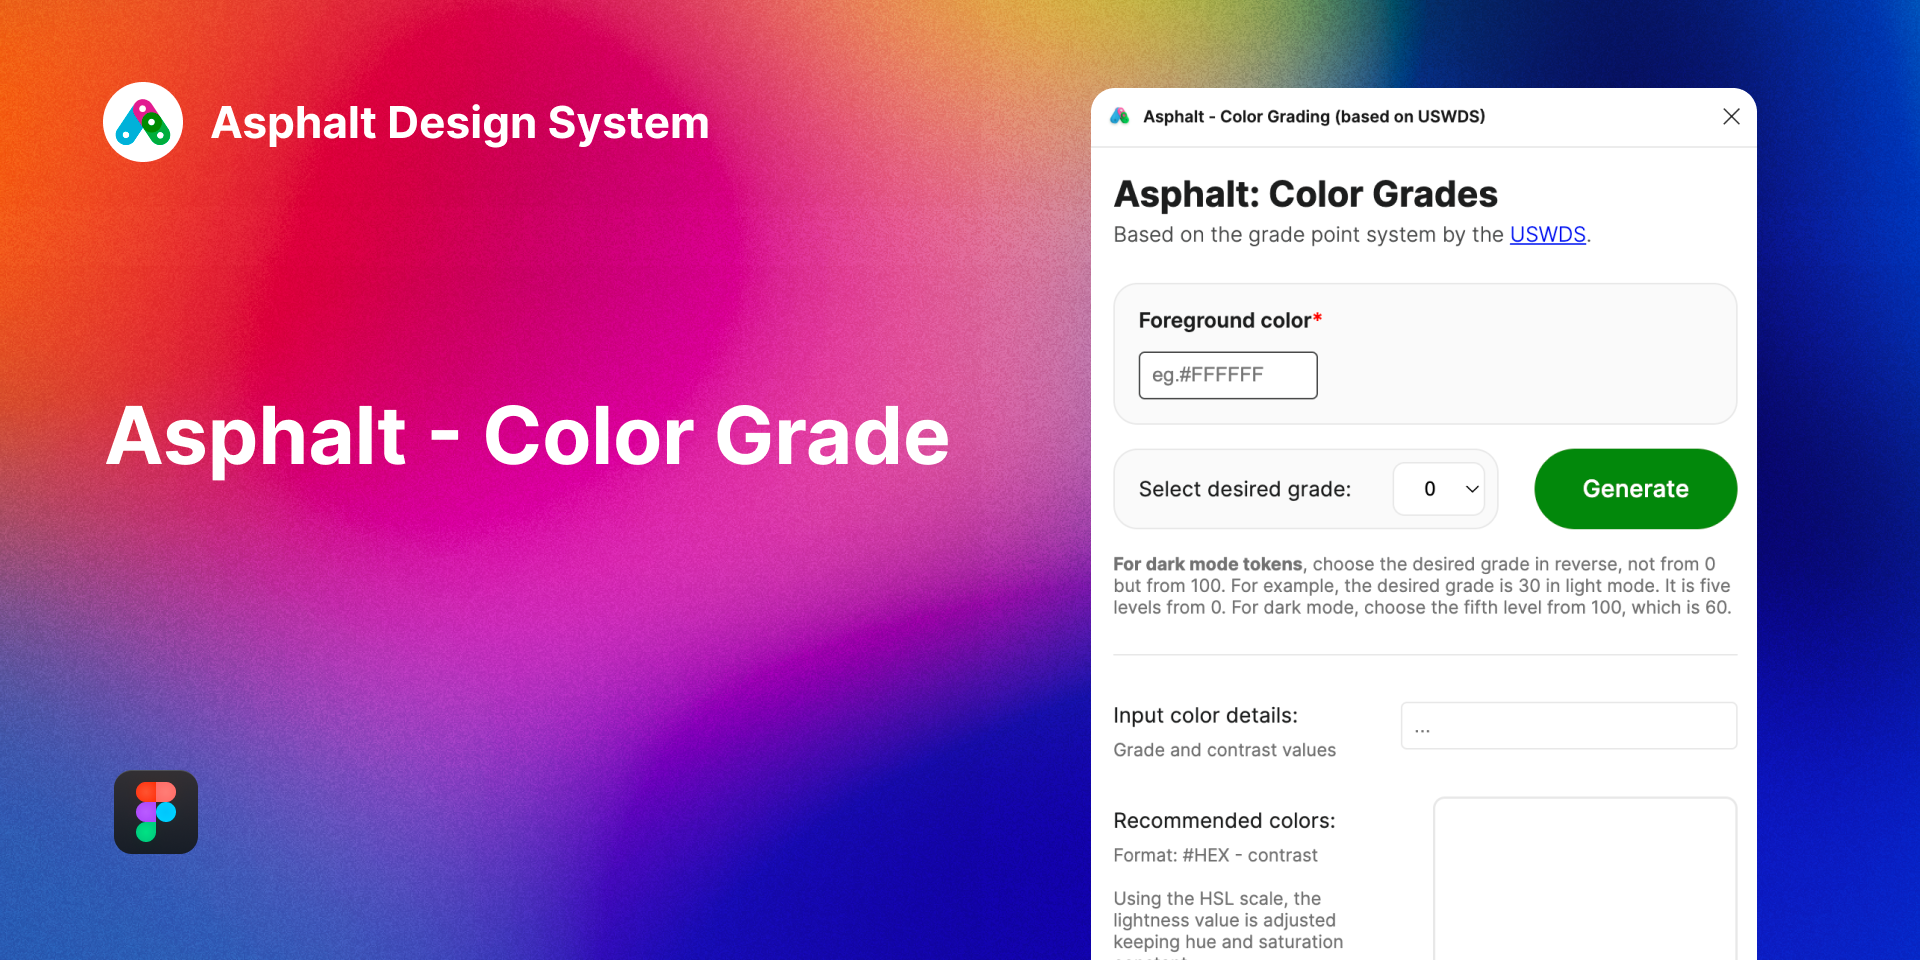 Asphalt Design System
Asphalt - Color Grade
Asphalt - Color Grading (based on USWDS)
Asphalt: Color Grades
Based on the grade point system by the USWDS.
Foreground color*
eg.#FFFFFF
Select desired grade:
0
Generate
For dark mode tokens, choose the desired grade in reverse, not from 0
but from 100. For example, the desired grade is 30 in light mode. It is five
levels from 0. For dark mode, choose the fifth level from 100, which is 60.
Input color details:
...
Grade and contrast values
Recommended colors:
Format: #HEX - contrast
Using the HSL scale, the
lightness value is adjusted
keeping hue and saturation